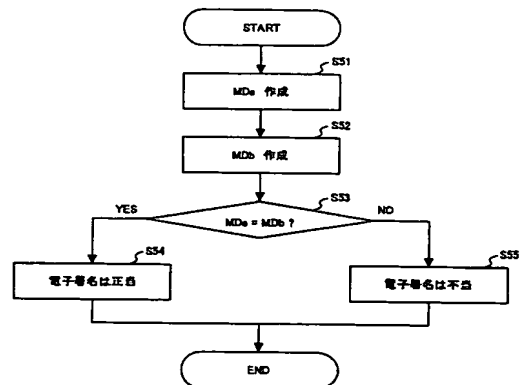 START
S51
MDa 作成
S52
MDb 作成
S53
YES
MDa = MDb ?
NO
S54
電子署名は正当
S55
電子署名は不当
END